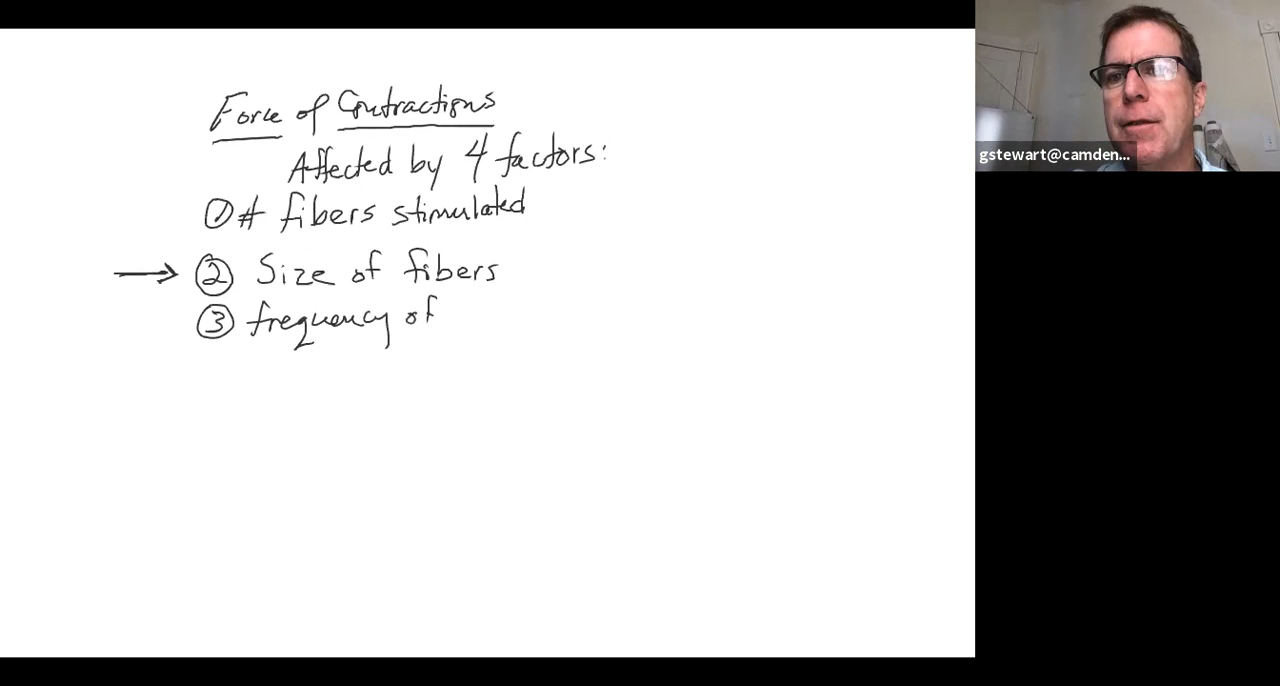 Force of Contractions
Affected by 4 factors:
① # fibers stimulated
→ ② Size of fibers
③ frequency of
gstewart@camden...